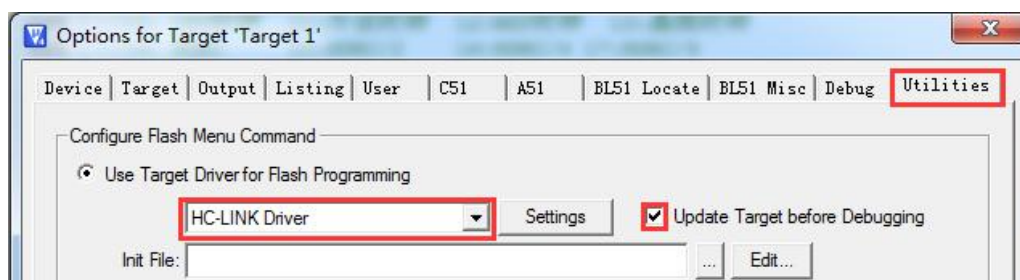 Options for Target 'Target 1'
Device Target Output Listing User C51 A51 BL51 Locate BL51 Misc Debug Utilities
Configure Flash Menu Command
Use Target Driver for Flash Programming
HC-LINK Driver Settings Update Target before Debugging
Init File: ... Edit...